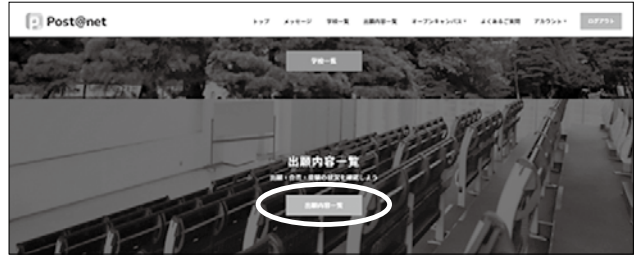 Post@net
トップ メッセージ 学校一覧 出願内容一覧 オープンキャンパス よくあるご質問 アカウント ログアウト
学校一覧
出願内容一覧
出願・合否・受験の状況を確認しよう
出願内容一覧